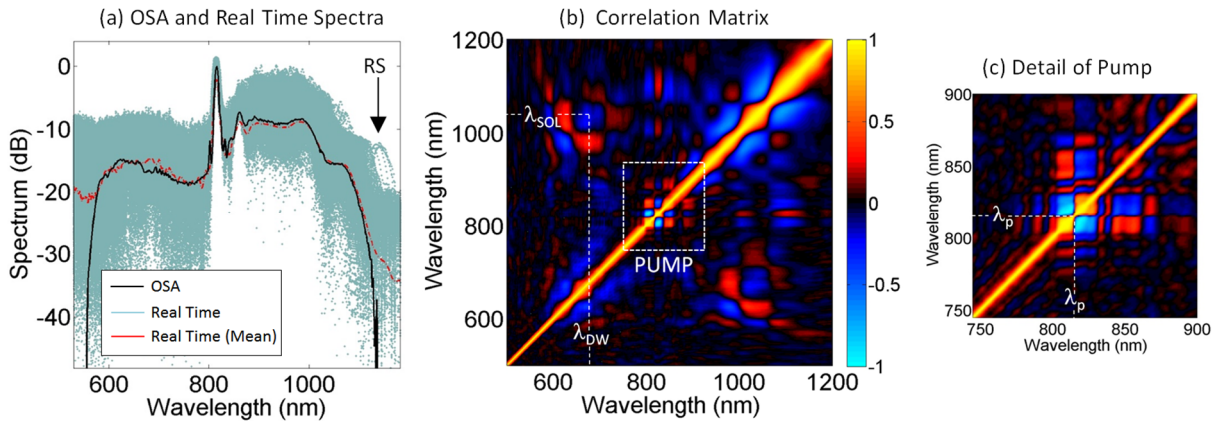 (a) OSA and Real Time Spectra
RS
Spectrum (dB)
0
-10
-20
-30
-40
OSA
Real Time
Real Time (Mean)
600
800
1000
Wavelength (nm)
(b) Correlation Matrix
Wavelength (nm)
1200
1000
800
600
λSOL
PUMP
λDW
600
800
1000
1200
Wavelength (nm)
1
0.5
0
-0.5
-1
(c) Detail of Pump
Wavelength (nm)
900
850
800
750
λp
λp
750
800
850
900
Wavelength (nm)